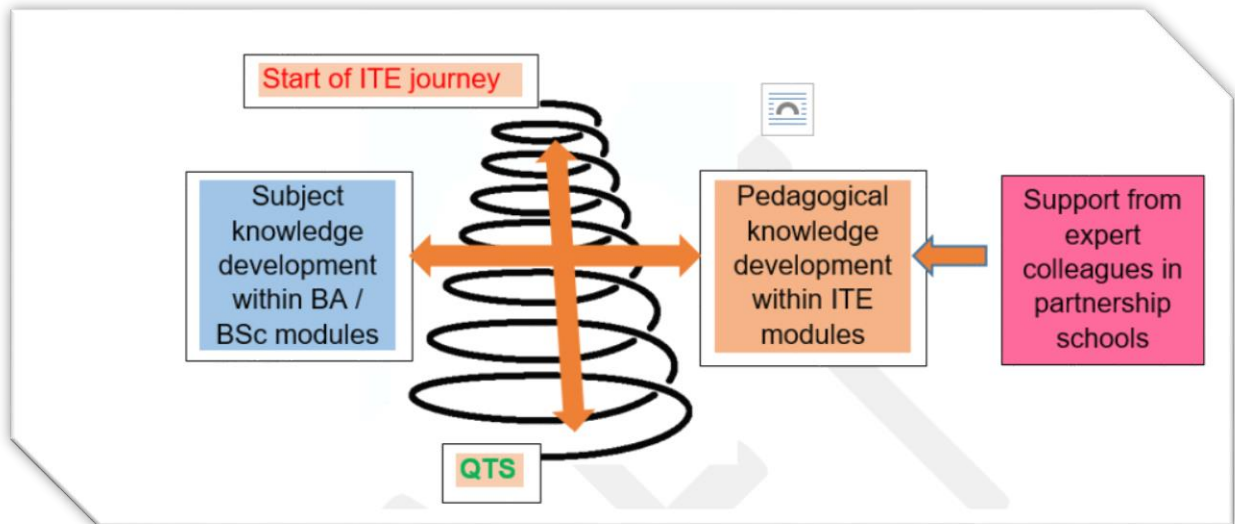 Start of ITE journey
Subject
knowledge
development
within BA /
BSc modules
Pedagogical
knowledge
development
within ITE
modules
Support from
expert
colleagues in
partnership
schools
QTS